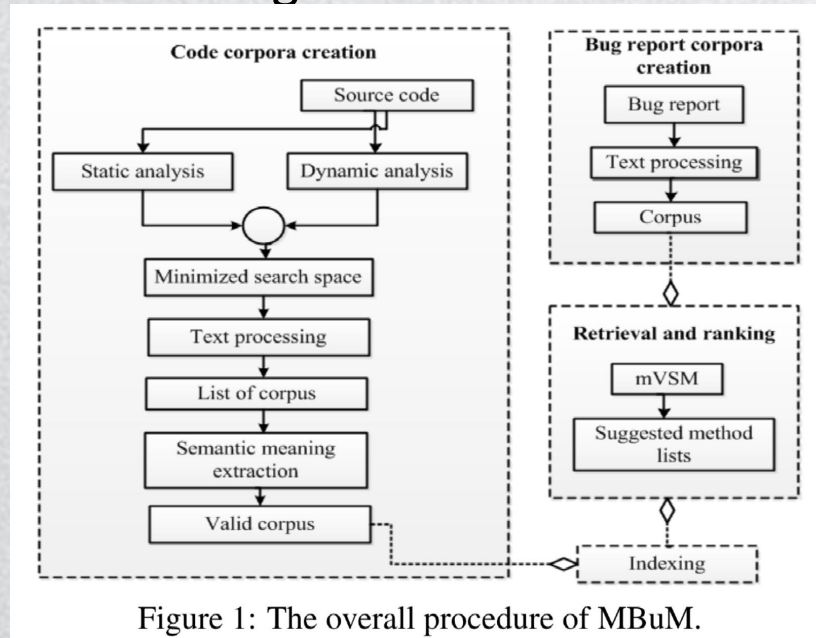 Code corpora creation
Source code
Static analysis
Dynamic analysis
Minimized search space
Text processing
List of corpus
Semantic meaning
extraction
Valid corpus
Bug report corpora
creation
Bug report
Text processing
Corpus
Retrieval and ranking
mVSM
Suggested method
lists
Indexing
Figure 1: The overall procedure of MBuM.